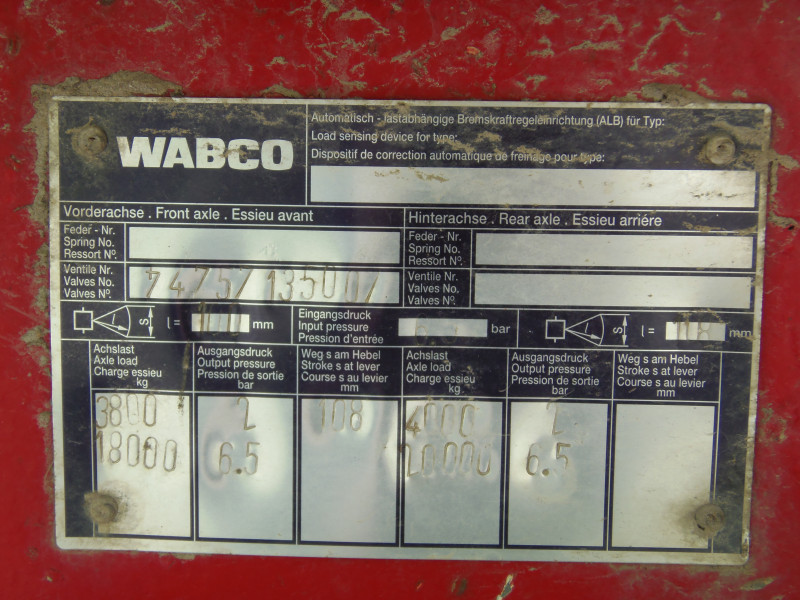 WABCO
Automatisch - lastabhängige Bremskraftregeleinrichtung (ALB) für Typ:
Load sensing device for type:
Dispositif de correction automatique de freinage pour type:
Vorderachse . Front axle . Essieu avant
Hinterachse . Rear axle . Essieu arriére
Feder - Nr.
Spring No.
Ressort Nº.
Feder - Nr.
Spring No.
Ressort Nº.
Ventile Nr.
Valves No.
Valves Nº.
Ventile Nr.
Valves No.
Valves Nº.
l = mm
Eingangsdruck
Input pressure
Pression d'entrée
bar
l = mm
Achslast
Axle load
Charge essieu
kg
Ausgangsdruck
Output pressure
Pression de sortie
bar
Weg s am Hebel
Stroke s at lever
Course s au levier
mm
Achslast
Axle load
Charge essieu
kg
Ausgangsdruck
Output pressure
Pression de sortie
bar
Weg s am Hebel
Stroke s at lever
Course s au levier
mm
3800 2 108 4000 2
18000 6.5 20000 6.5